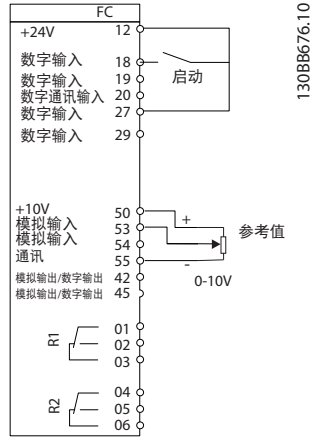 FC
+24V 12
数字输入 18
数字输入 19
数字通讯输入 20
数字输入 27
数字输入 29
启动
+10V 50
模拟输入 53
模拟输入 54
通讯 55
模拟输出/数字输出 42
模拟输出/数字输出 45
+
-
参考值
0-10V
R1
01
02
03
R2
04
05
06
130BB676.10